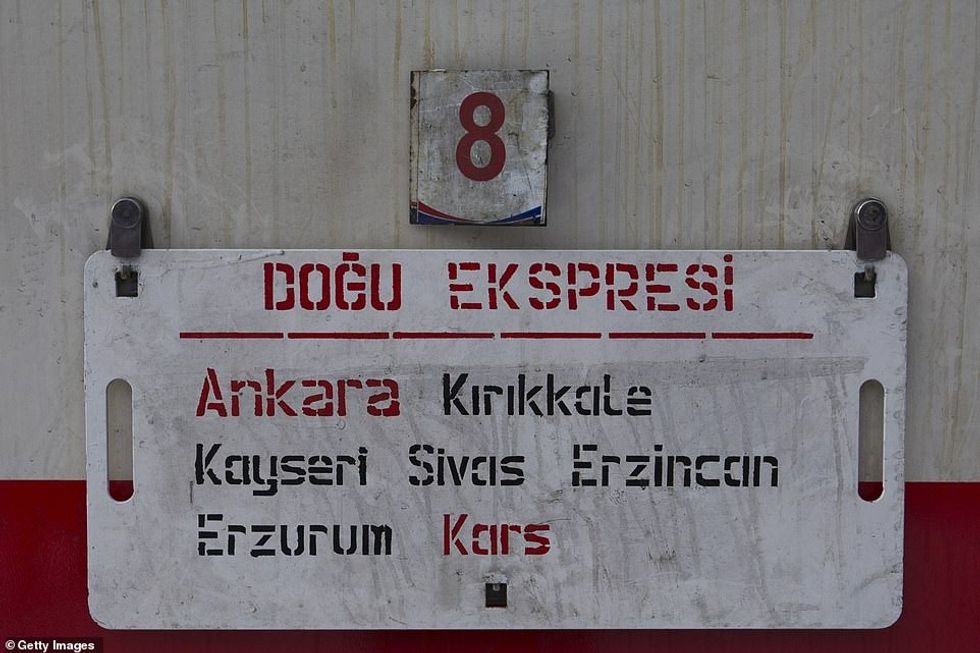 8
DOĞU EKSPRESİ
Ankara Kırıkkale
Kayseri Sivas Erzincan
Erzurum Kars
© Getty Images